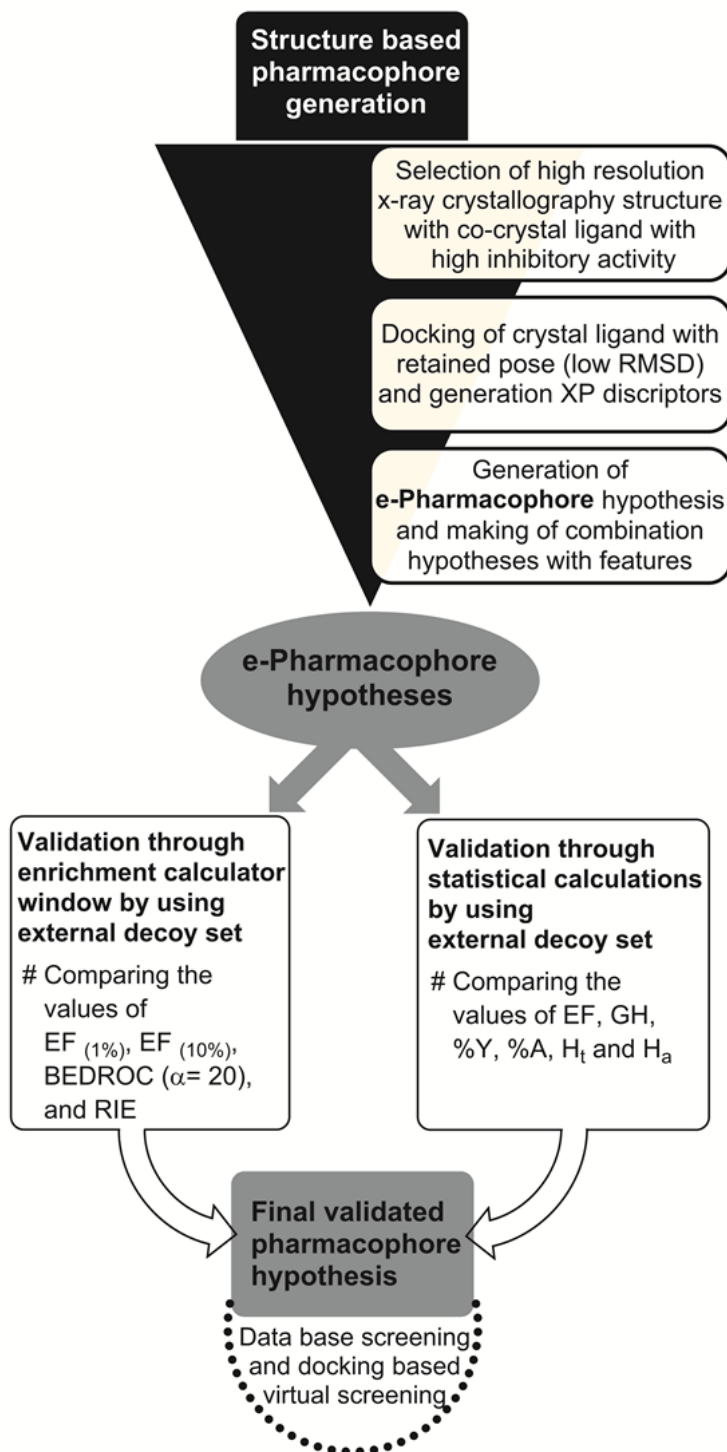 Structure based
pharmacophore
generation
Selection of high resolution
x-ray crystallography structure
with co-crystal ligand with
high inhibitory activity
Docking of crystal ligand with
retained pose (low RMSD)
and generation XP discriptors
Generation of
e-Pharmacophore hypothesis
and making of combination
hypotheses with features
e-Pharmacophore
hypotheses
Validation through
enrichment calculator
window by using
external decoy set
# Comparing the
values of
EF (1%), EF (10%),
BEDROC (α= 20),
and RIE
Validation through
statistical calculations
by using
external decoy set
# Comparing the
values of EF, GH,
%Y, %A, Ht and Ha
Final validated
pharmacophore
hypothesis
Data base screening
and docking based
virtual screening